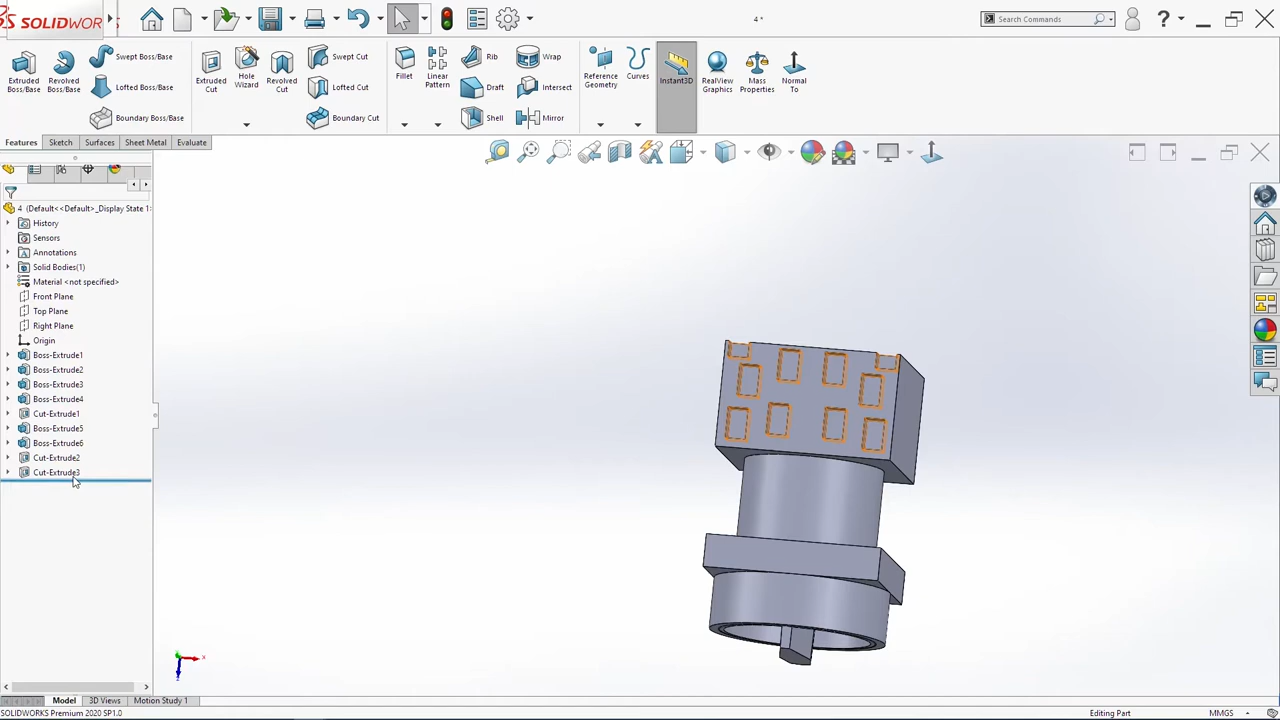 SOLIDWOR
4 *
Search Commands
Extruded Boss/Base
Revolved Boss/Base
Swept Boss/Base
Lofted Boss/Base
Boundary Boss/Base
Extruded Cut
Hole Wizard
Revolved Cut
Swept Cut
Lofted Cut
Boundary Cut
Fillet
Linear Pattern
Rib
Draft
Shell
Wrap
Intersect
Mirror
Reference Geometry
Curves
Instant3D
RealView Graphics
Mass Properties
Normal To
Features
Sketch
Surfaces
Sheet Metal
Evaluate
4 (Default<<Default>_Display State 1
History
Sensors
Annotations
Solid Bodies(1)
Material <not specified>
Front Plane
Top Plane
Right Plane
Origin
Boss-Extrude1
Boss-Extrude2
Boss-Extrude3
Boss-Extrude4
Cut-Extrude1
Boss-Extrude5
Boss-Extrude6
Cut-Extrude2
Cut-Extrude3
Model
3D Views
Motion Study 1
SOLIDWORKS Premium 2020 SP1.0
Editing Part
MMGS